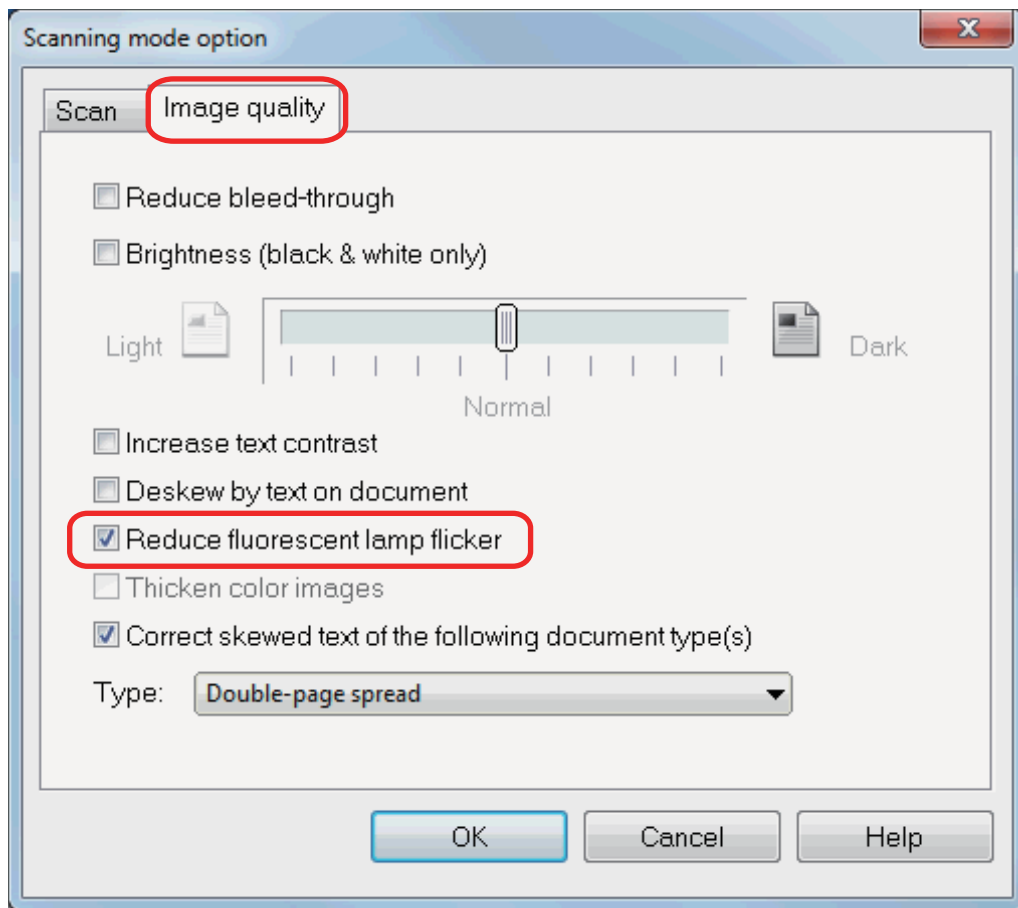 Scanning mode option
Scan Image quality
Reduce bleed-through
Brightness (black & white only)
Light Dark
Normal
Increase text contrast
Deskew by text on document
Reduce fluorescent lamp flicker
Thicken color images
Correct skewed text of the following document type(s)
Type: Double-page spread
OK Cancel Help